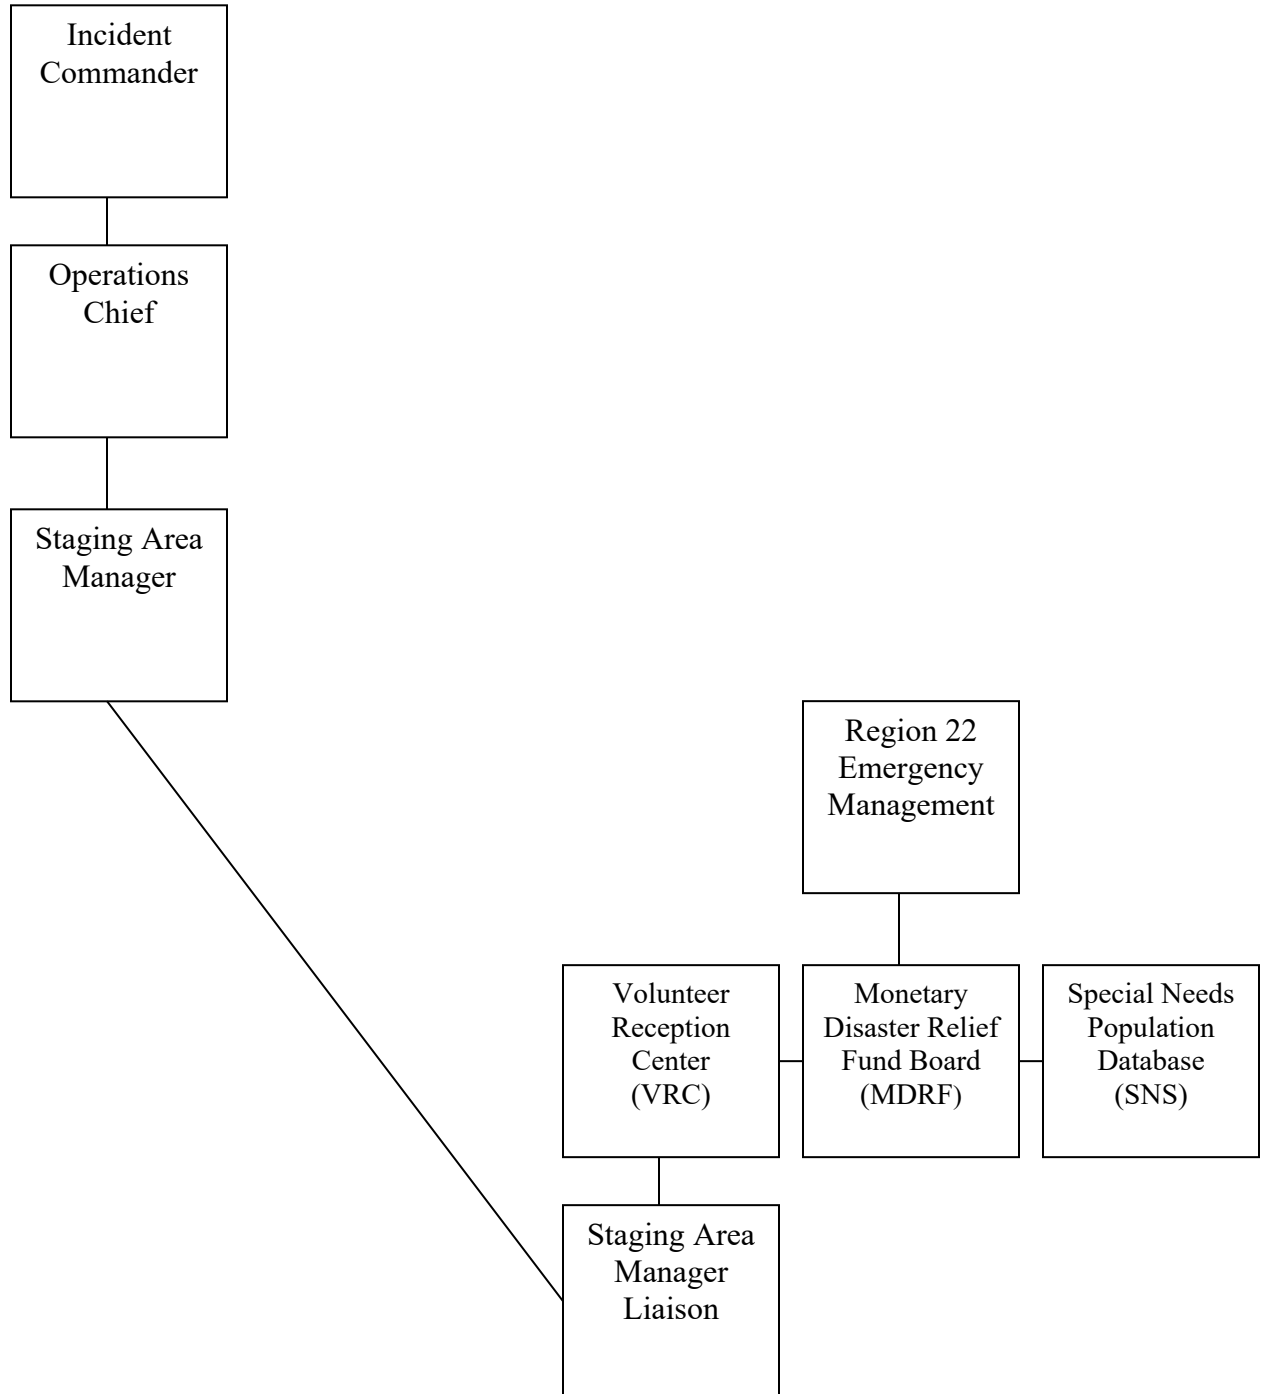 Incident
Commander
Operations
Chief
Staging Area
Manager
Region 22
Emergency
Management
Volunteer
Reception
Center
(VRC)
Monetary
Disaster Relief
Fund Board
(MDRF)
Special Needs
Population
Database
(SNS)
Staging Area
Manager
Liaison